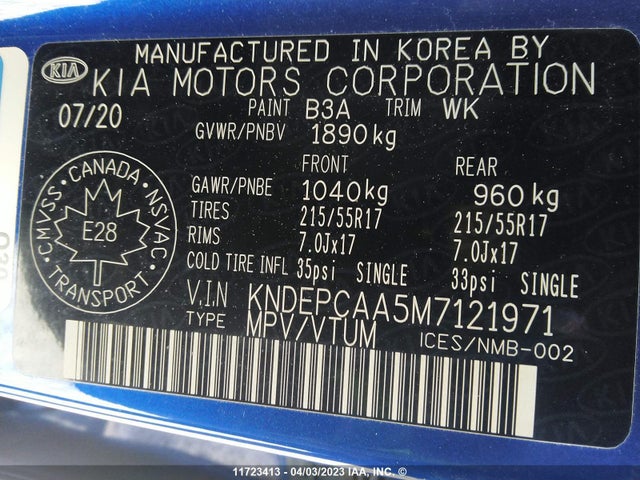 MANUFACTURED IN KOREA BY
KIA KIA MOTORS CORPORATION
07/20 PAINT B3A TRIM WK
GVWR/PNBV 1890kg
FRONT REAR
GAWR/PNBE 1040kg 960kg
TIRES 215/55R17 215/55R17
RIMS 7.0Jx17 7.0Jx17
COLD TIRE INFL 35psi SINGLE 33psi SINGLE
CMVSS CANADA NSVAC
E28
TRANSPORT
V.I.N KNDEPCAA5M7121971
TYPE MPV/VTUM ICES/NMB-002
11723413 - 04/03/2023 IAA, INC. ©